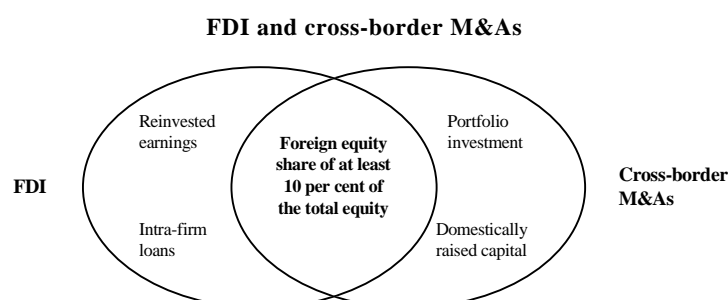 FDI and cross-border M&As
Reinvested
earnings
Portfolio
investment
Foreign equity
share of at least
10 per cent of
the total equity
FDI
Cross-border
M&As
Intra-firm
loans
Domestically
raised capital